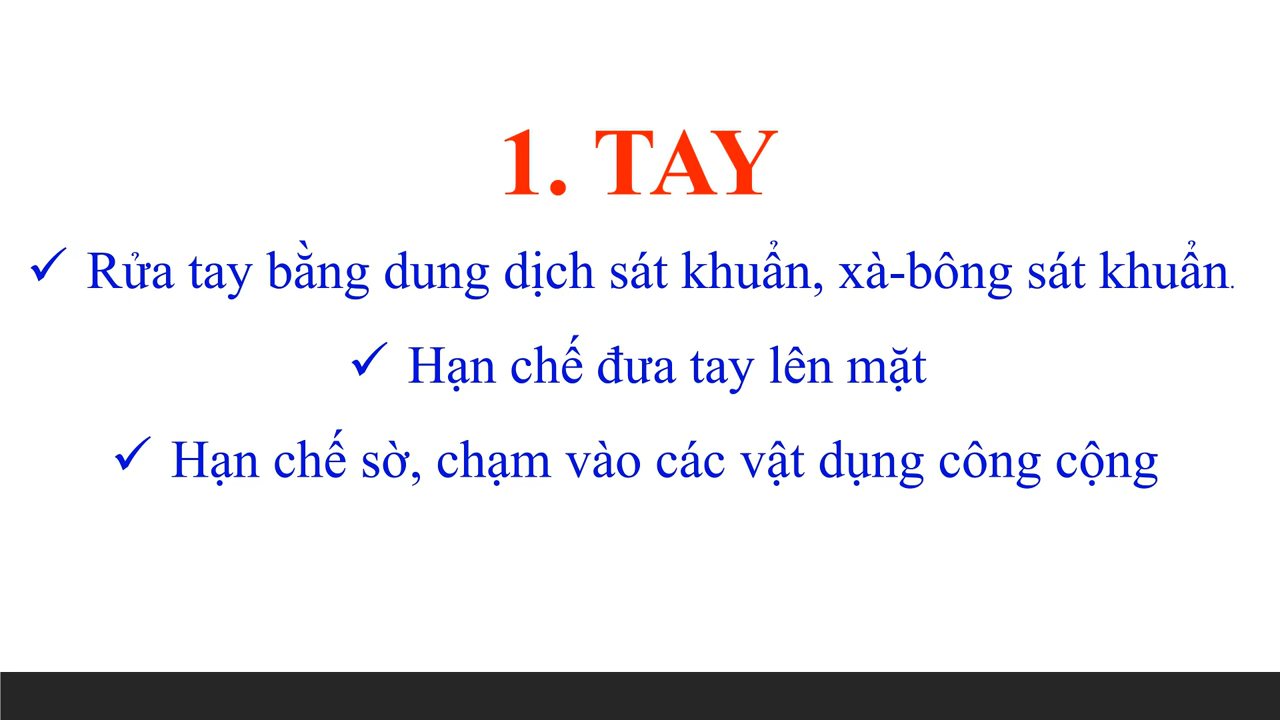 1. TAY
✓ Rửa tay bằng dung dịch sát khuẩn, xà-bông sát khuẩn.
✓ Hạn chế đưa tay lên mặt
✓ Hạn chế sờ, chạm vào các vật dụng công cộng